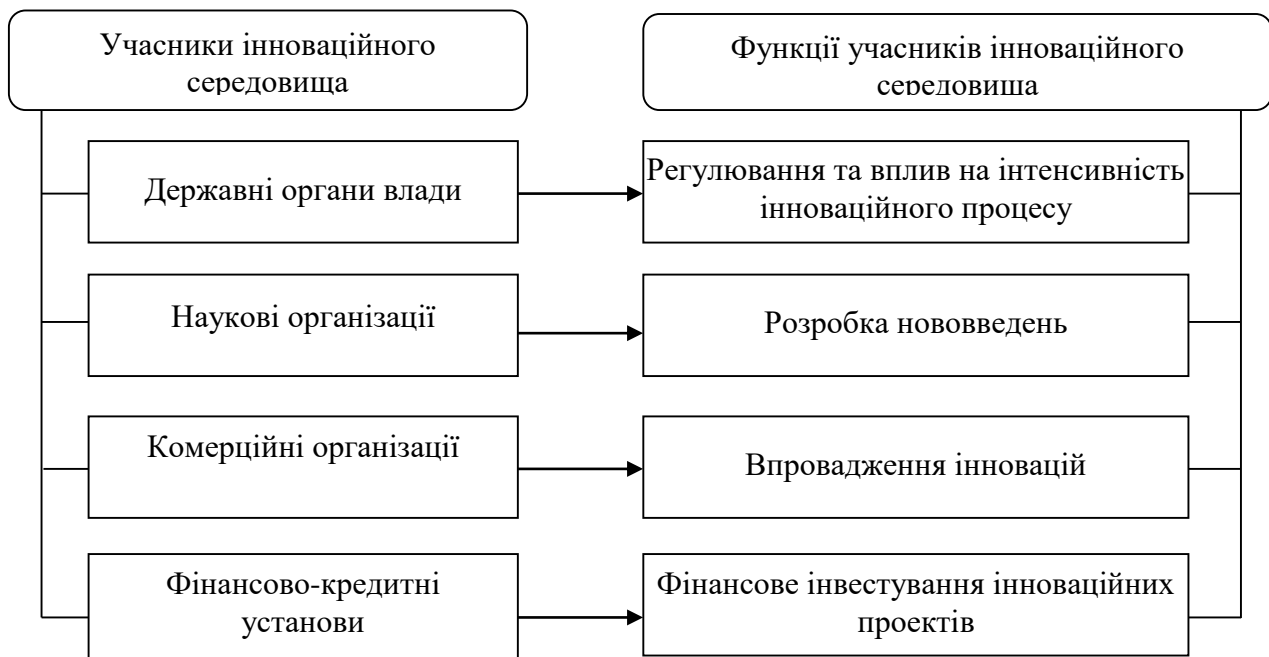 Учасники інноваційного
середовища
Функції учасників інноваційного
середовища
Державні органи влади
Регулювання та вплив на інтенсивність
інноваційного процесу
Наукові організації
Розробка нововведень
Комерційні організації
Впровадження інновацій
Фінансово-кредитні
установи
Фінансове інвестування інноваційних
проектів